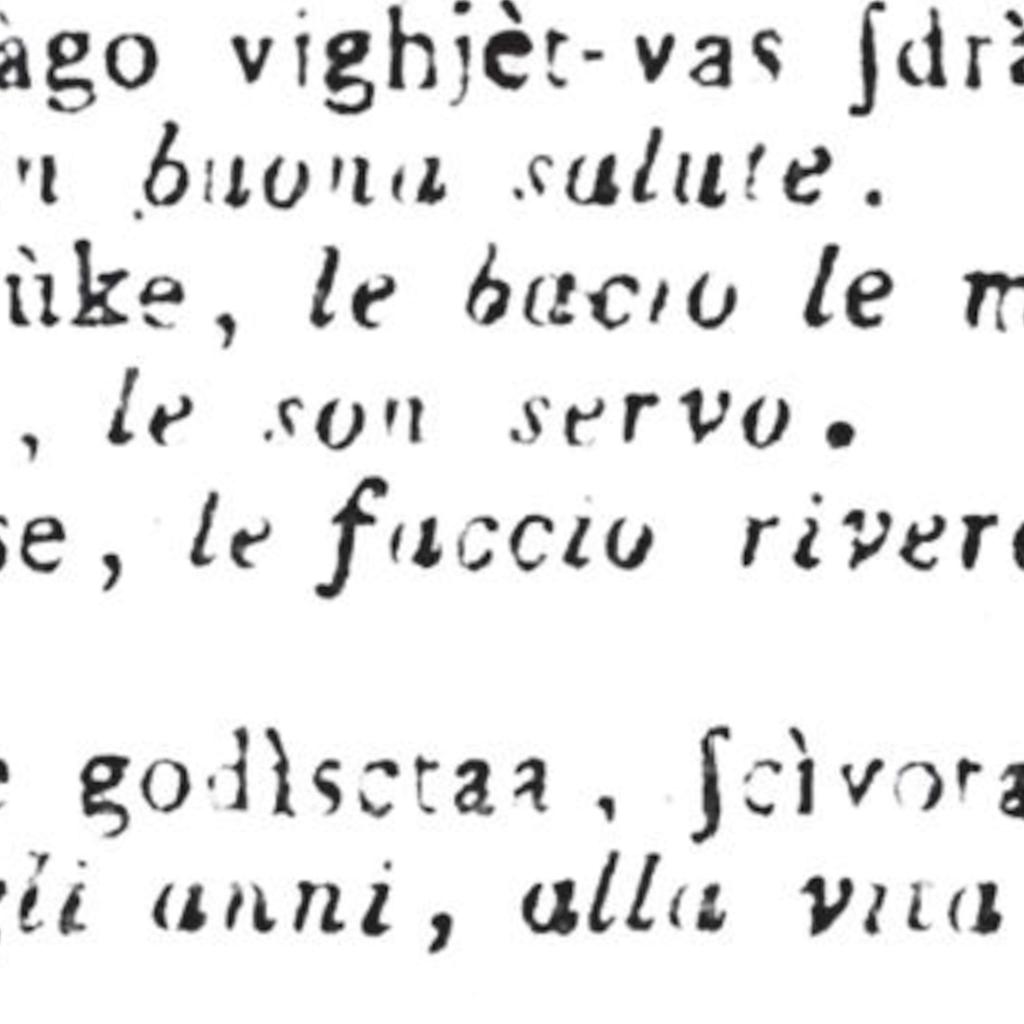 àgo vighjèt-vas ſdrà
n buona salute.
ùke, le bacio le m
, le son servo.
se, le faccio rivere
e godìsctaa, ſcìvora
gli anni, alla vita